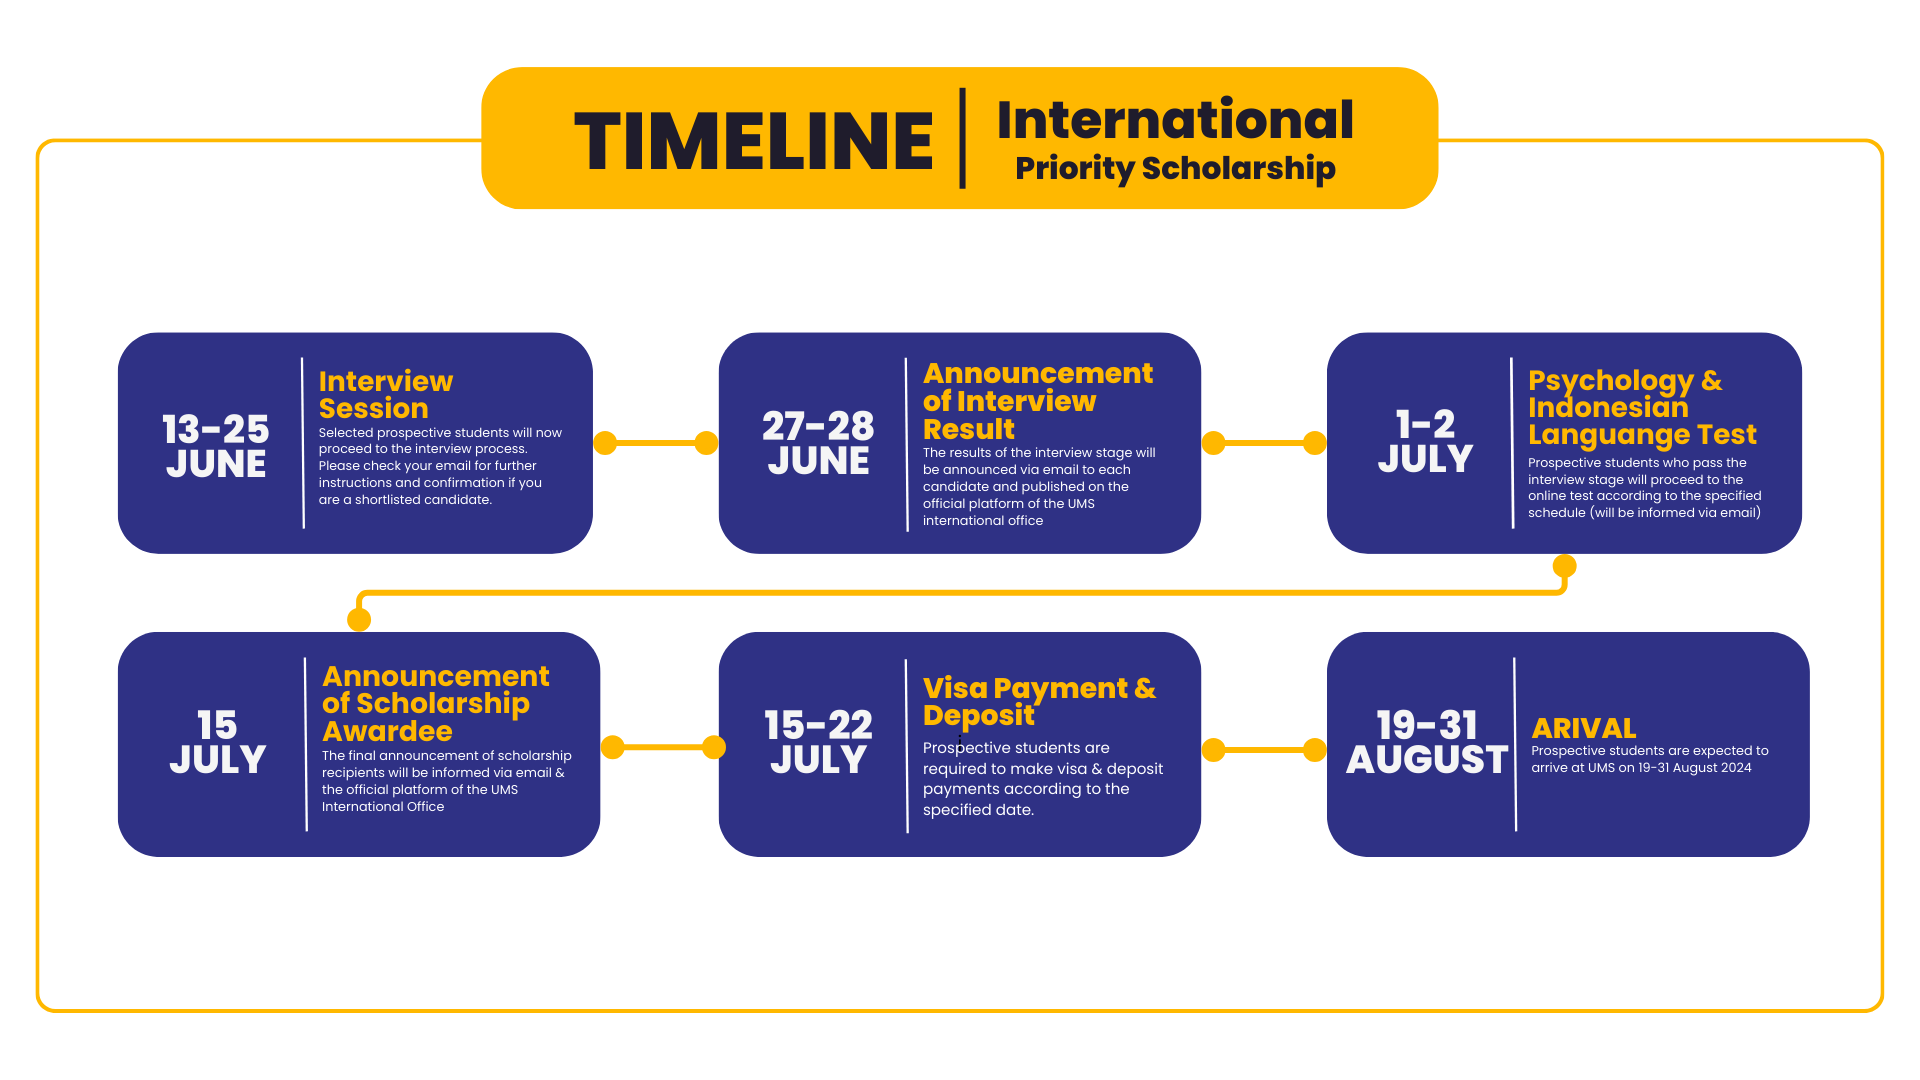 TIMELINE
International
Priority Scholarship
13-25
JUNE
Interview
Session
Selected prospective students will now
proceed to the interview process.
Please check your email for further
instructions and confirmation if you
are a shortlisted candidate.
27-28
JUNE
Announcement
of Interview
Result
The results of the interview stage will
be announced via email to each
candidate and published on the
official platform of the UMS
international office
1-2
JULY
Psychology &
Indonesian
Languange Test
Prospective students who pass the
interview stage will proceed to the
online test according to the specified
schedule (will be informed via email)
15
JULY
Announcement
of Scholarship
Awardee
The final announcement of scholarship
recipients will be informed via email &
the official platform of the UMS
International Office
15-22
JULY
Visa Payment &
Deposit
Prospective students are
required to make visa & deposit
payments according to the
specified date.
19-31
AUGUST
ARIVAL
Prospective students are expected to
arrive at UMS on 19-31 August 2024